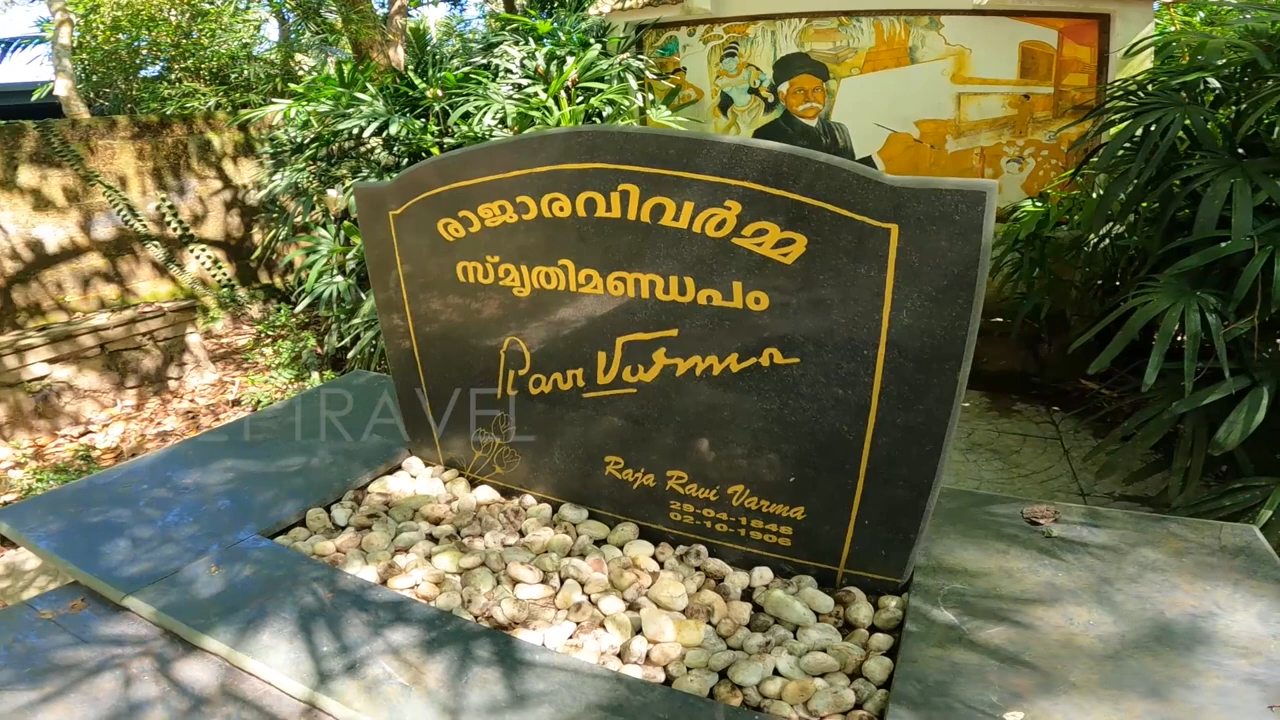 രാജാരവിവർമ്മ
സ്മൃതിമണ്ഡപം
Ravi Varma
Raja Ravi Varma
29-04-1848
02-10-1906